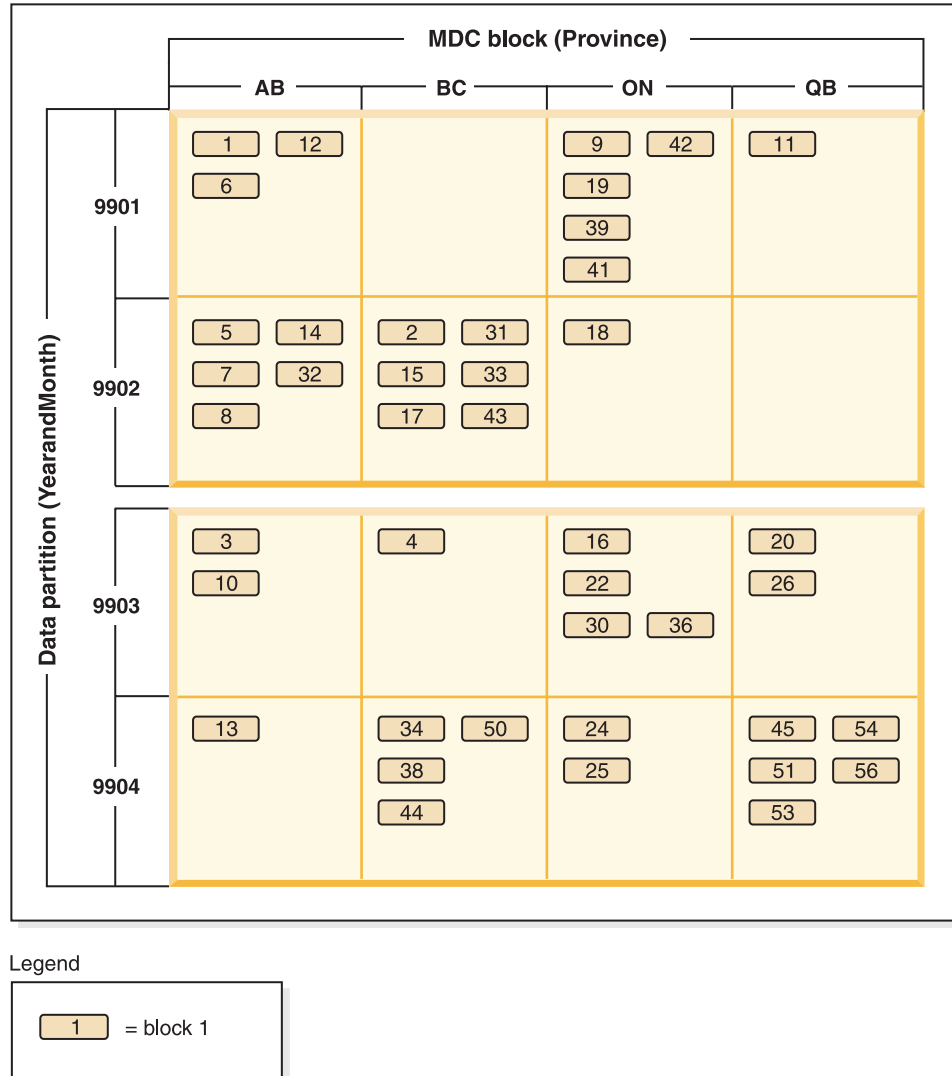 MDC block (Province)
AB BC ON QB
Data partition (YearandMonth)
9901
1 12 9 42 11
6 19
39
41
9902
5 14 2 31 18
7 32 15 33
8 17 43
9903
3 4 16 20
10 22 26
30 36
9904
13 34 50 24 45 54
38 25 51 56
44 53
Legend
1 = block 1